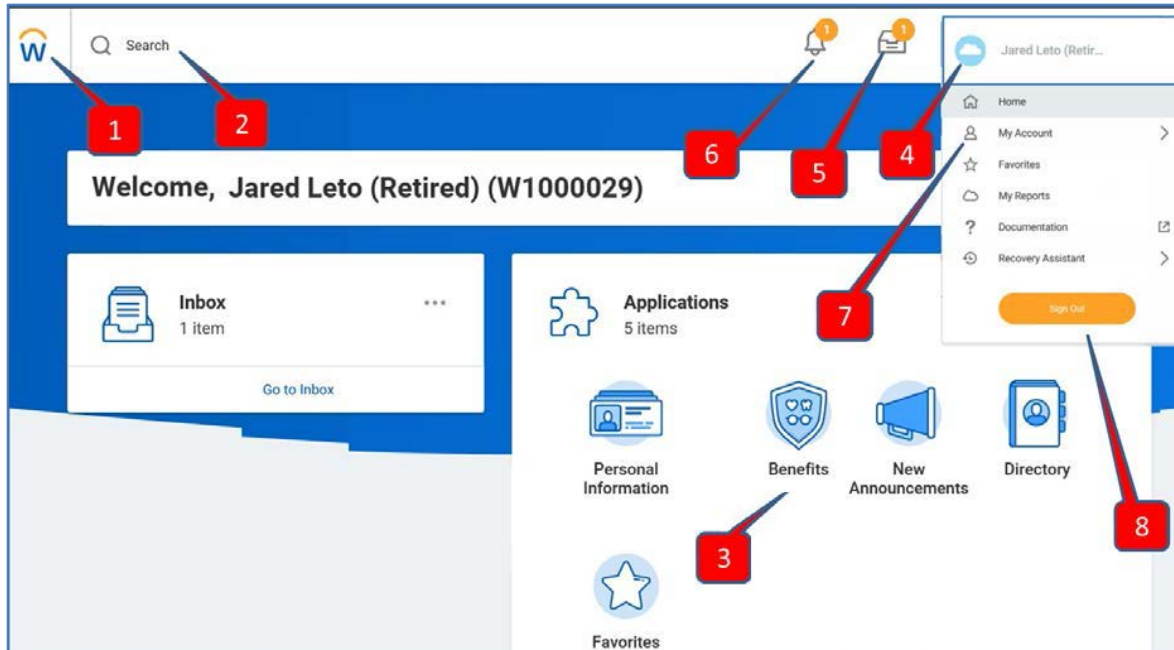 W
Search
1
1
Jared Leto (Retir...
1
2
6
5
4
Home
My Account
Favorites
My Reports
Documentation
Recovery Assistant
7
Sign Out
8
Welcome, Jared Leto (Retired) (W1000029)
Inbox
1 item
Go to Inbox
Applications
5 items
Personal
Information
Benefits
New
Announcements
Directory
3
Favorites